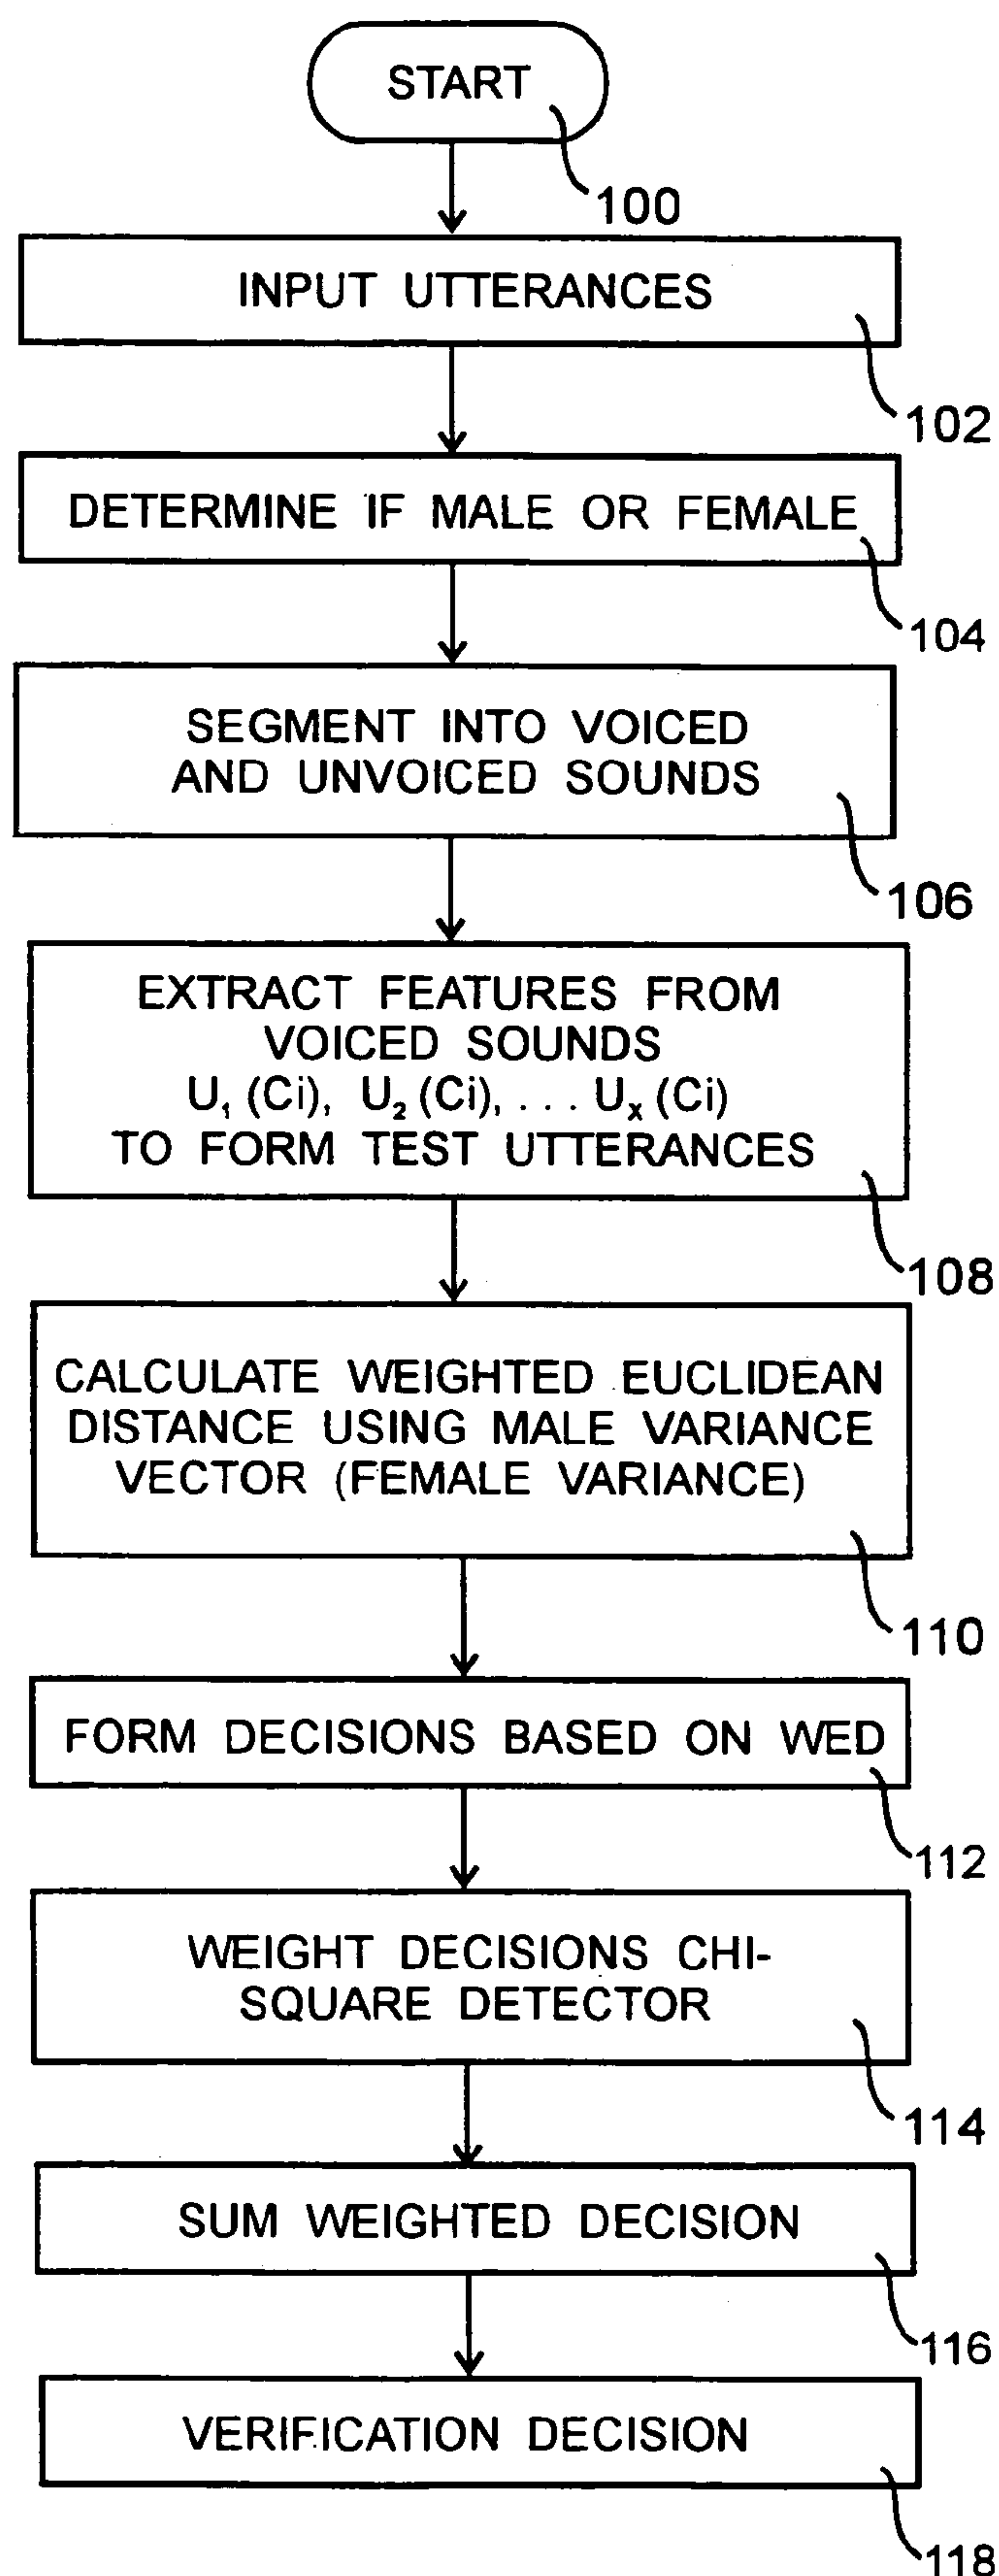 START
100
INPUT UTTERANCES
102
DETERMINE IF MALE OR FEMALE
104
SEGMENT INTO VOICED
AND UNVOICED SOUNDS
106
EXTRACT FEATURES FROM
VOICED SOUNDS
U₁ (Ci), U₂ (Ci), . . . Uₓ (Ci)
TO FORM TEST UTTERANCES
108
CALCULATE WEIGHTED EUCLIDEAN
DISTANCE USING MALE VARIANCE
VECTOR (FEMALE VARIANCE)
110
FORM DECISIONS BASED ON WED
112
WEIGHT DECISIONS CHI-
SQUARE DETECTOR
114
SUM WEIGHTED DECISION
116
VERIFICATION DECISION
118